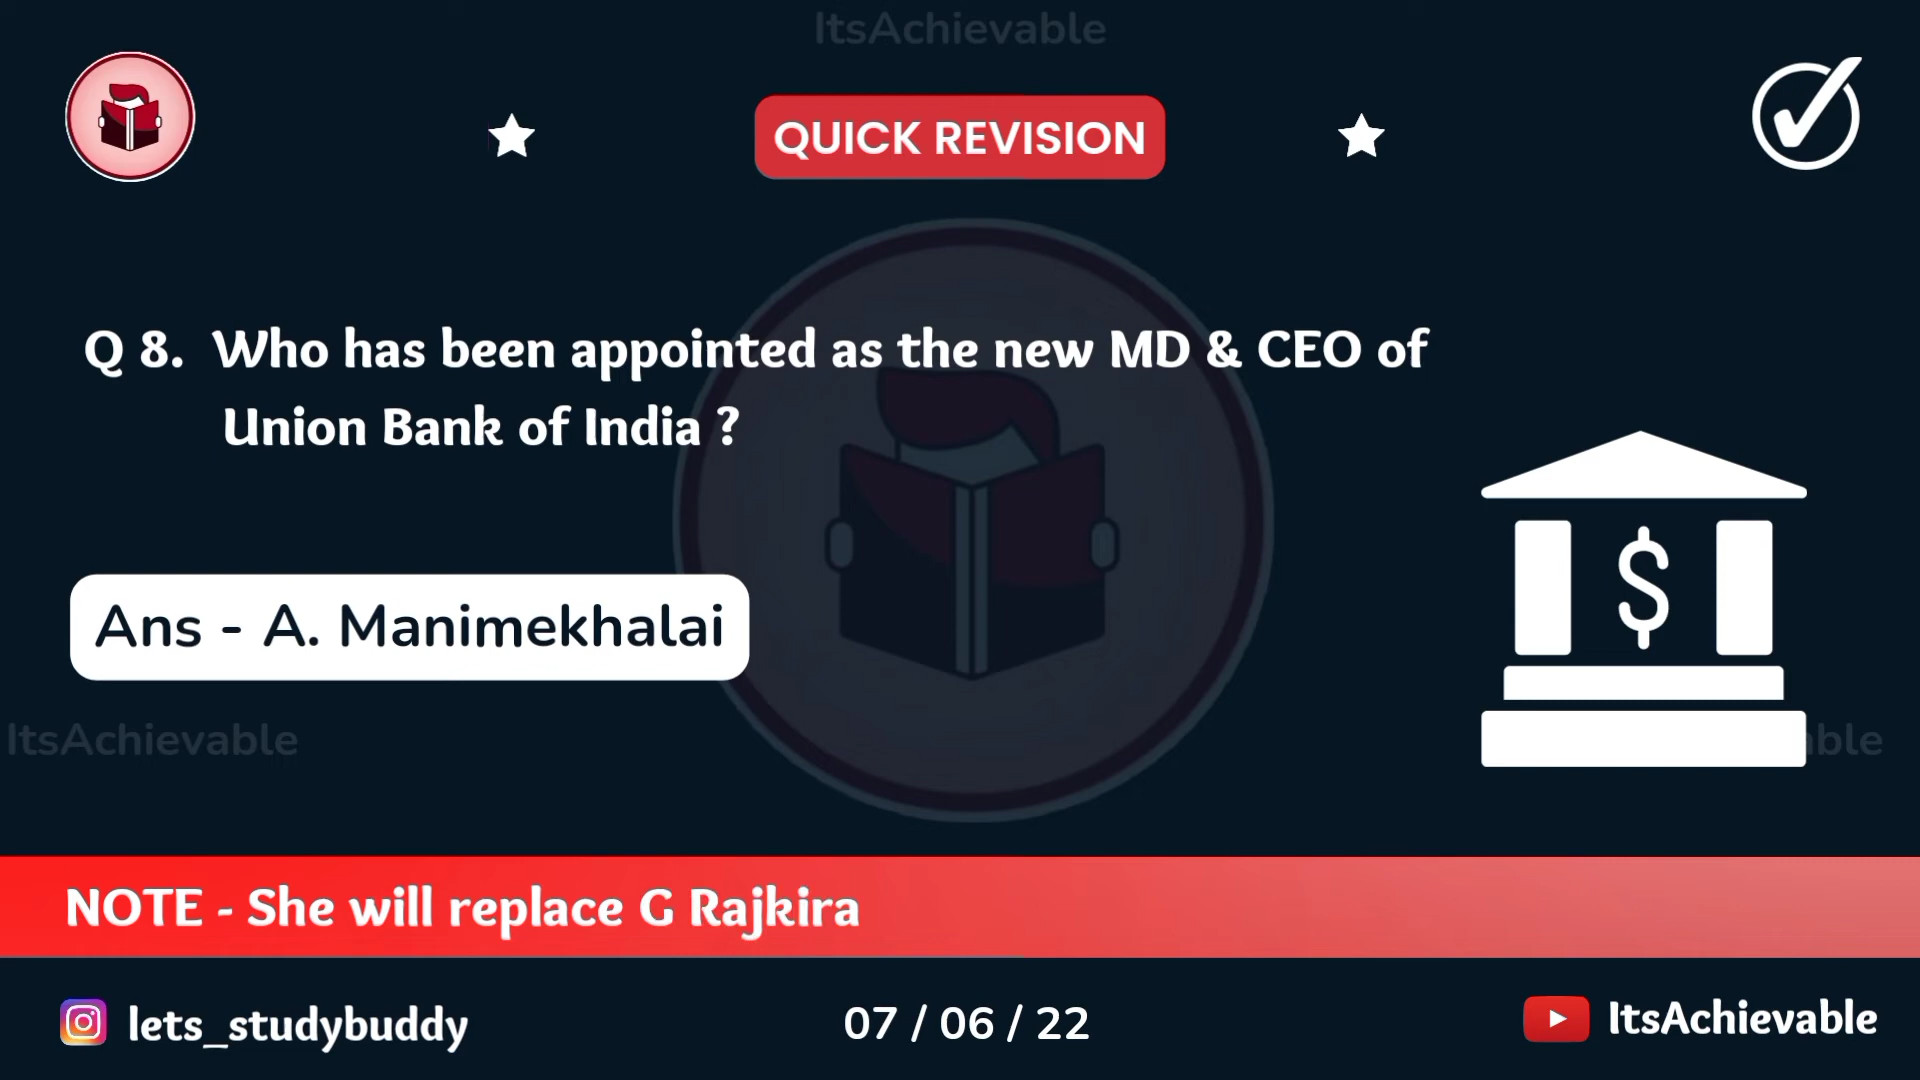 ItsAchievable
QUICK REVISION
Q 8. Who has been appointed as the new MD & CEO of
Union Bank of India ?
$
Ans - A. Manimekhalai
ItsAchievable
NOTE - She will replace G Rajkira
lets_studybuddy
07 / 06 / 22
ItsAchievable